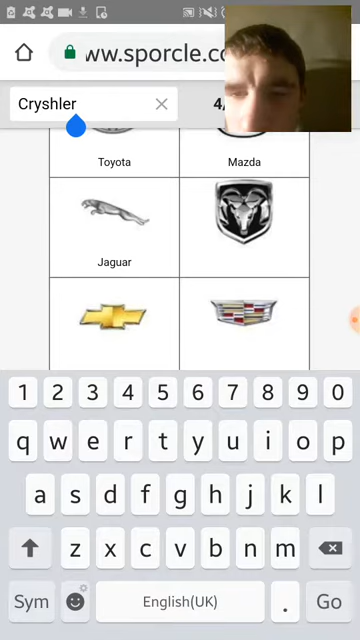 ww.sporcle.c
Cryshler
4/
Toyota
Mazda
Jaguar
1 2 3 4 5 6 7 8 9 0
q w e r t y u i o p
a s d f g h j k l
z x c v b n m
Sym English(UK) . Go